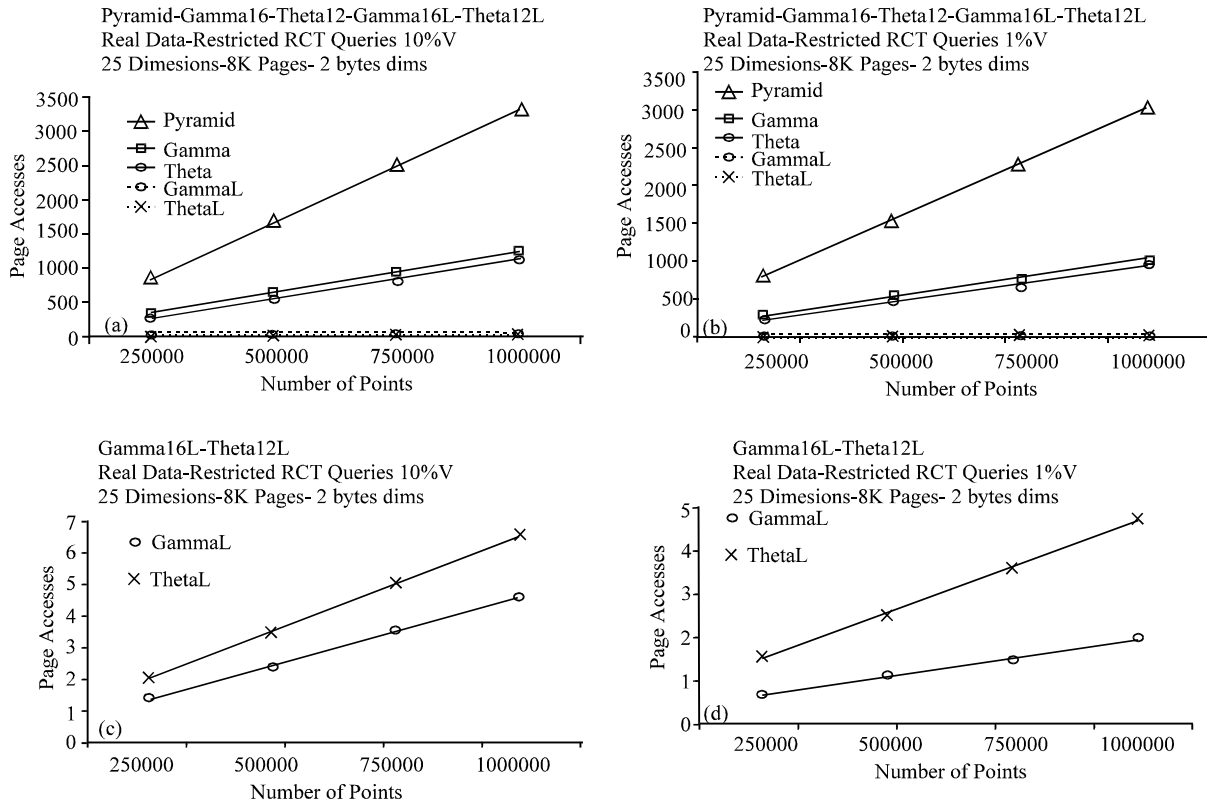 Pyramid-Gamma16-Theta12-Gamma16L-Theta12L
Real Data-Restricted RCT Queries 10%V
25 Dimesions-8K Pages- 2 bytes dims
3500
3000
2500
2000
1500
1000
500
0
Page Accesses
Pyramid
Gamma
Theta
GammaL
ThetaL
(a)
250000 500000 750000 1000000
Number of Points
Pyramid-Gamma16-Theta12-Gamma16L-Theta12L
Real Data-Restricted RCT Queries 1%V
25 Dimesions-8K Pages- 2 bytes dims
3500
3000
2500
2000
1500
1000
500
0
Page Accesses
Pyramid
Gamma
Theta
GammaL
ThetaL
(b)
250000 500000 750000 1000000
Number of Points
Gamma16L-Theta12L
Real Data-Restricted RCT Queries 10%V
25 Dimesions-8K Pages- 2 bytes dims
7
6
5
4
3
2
1
0
Page Accesses
GammaL
ThetaL
(c)
250000 500000 750000 1000000
Number of Points
Gamma16L-Theta12L
Real Data-Restricted RCT Queries 1%V
25 Dimesions-8K Pages- 2 bytes dims
5
4
3
2
1
0
Page Accesses
GammaL
ThetaL
(d)
250000 500000 750000 1000000
Number of Points